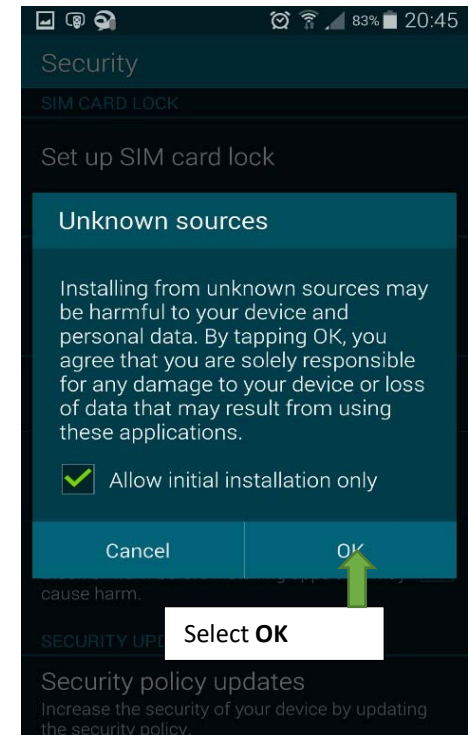 83% 20:45
Security
SIM CARD LOCK
Set up SIM card lock
Unknown sources
Installing from unknown sources may
be harmful to your device and
personal data. By tapping OK, you
agree that you are solely responsible
for any damage to your device or loss
of data that may result from using
these applications.
Allow initial installation only
Cancel OK
cause harm.
Select OK
SECURITY
Security policy updates
Increase the security of your device by updating
the security policy.